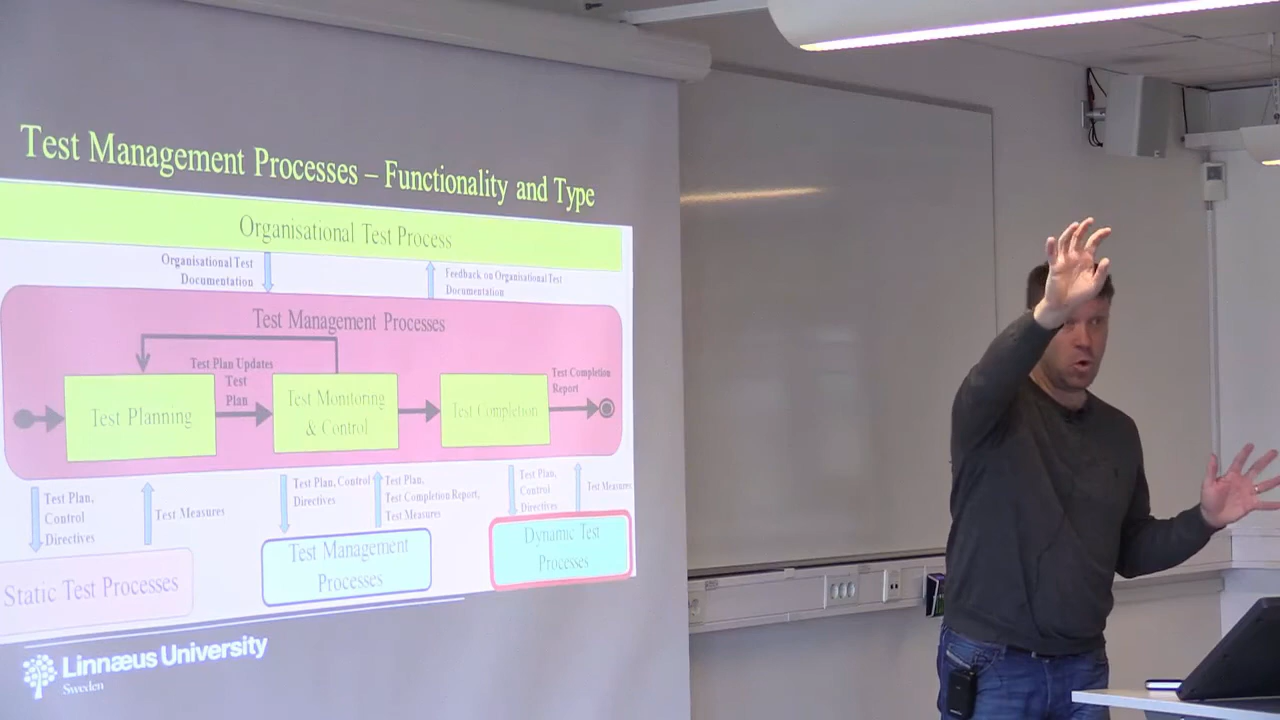 Test Management Processes – Functionality and Type
Organisational Test Process
Organisational Test
Documentation
Feedback on Organisational Test
Documentation
Test Management Processes
Test Plan Updates
Test Planning
Test
Plan
Test Monitoring
& Control
Test Completion
Test Completion
Report
Test Plan,
Control
Directives
Test Measures
Test Plan, Control
Directives
Test Plan,
Test Completion Report,
Test Measures
Test Plan,
Control
Directives
Test Measures
Static Test Processes
Test Management
Processes
Dynamic Test
Processes
Linnæus University
Sweden